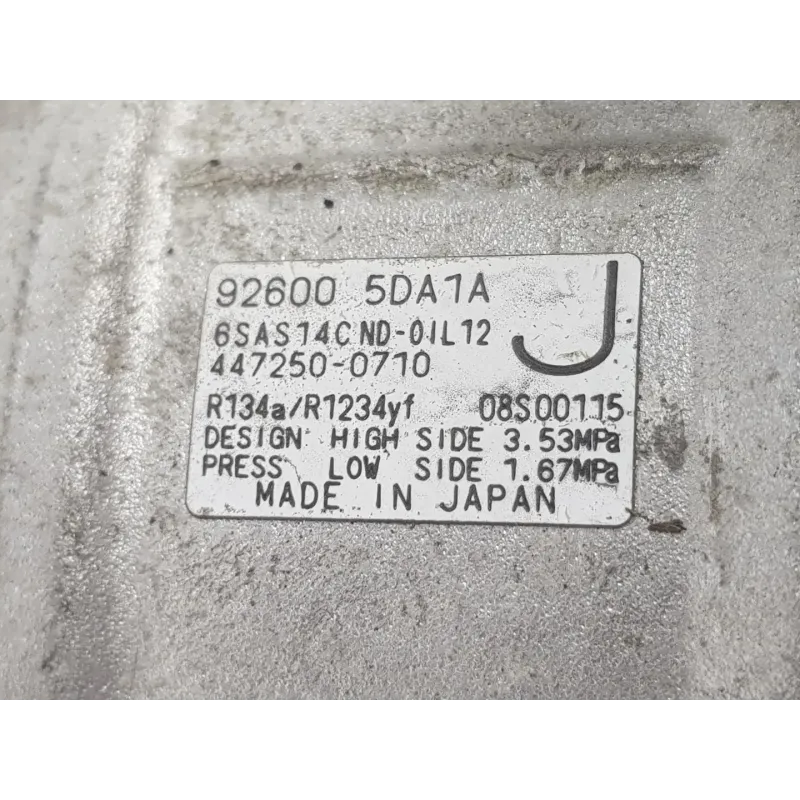 92600 5DA1A
J
6SAS14C ND-OIL12
447250-0710
R134a/R1234yf 08S00115
DESIGN HIGH SIDE 3.53MPa
PRESS LOW SIDE 1.67MPa
MADE IN JAPAN